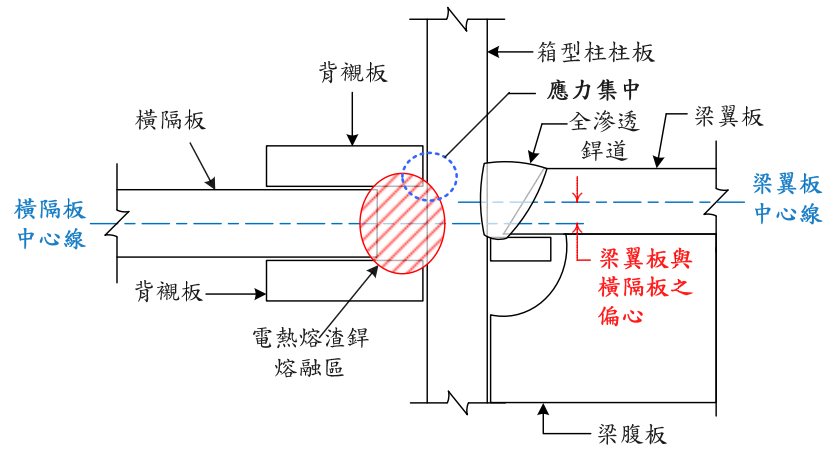 箱型柱柱板
背襯板
應力集中
橫隔板
全滲透
銲道
梁翼板
橫隔板
中心線
梁翼板
中心線
背襯板
梁翼板與
橫隔板之
偏心
電熱熔渣銲
熔融區
梁腹板